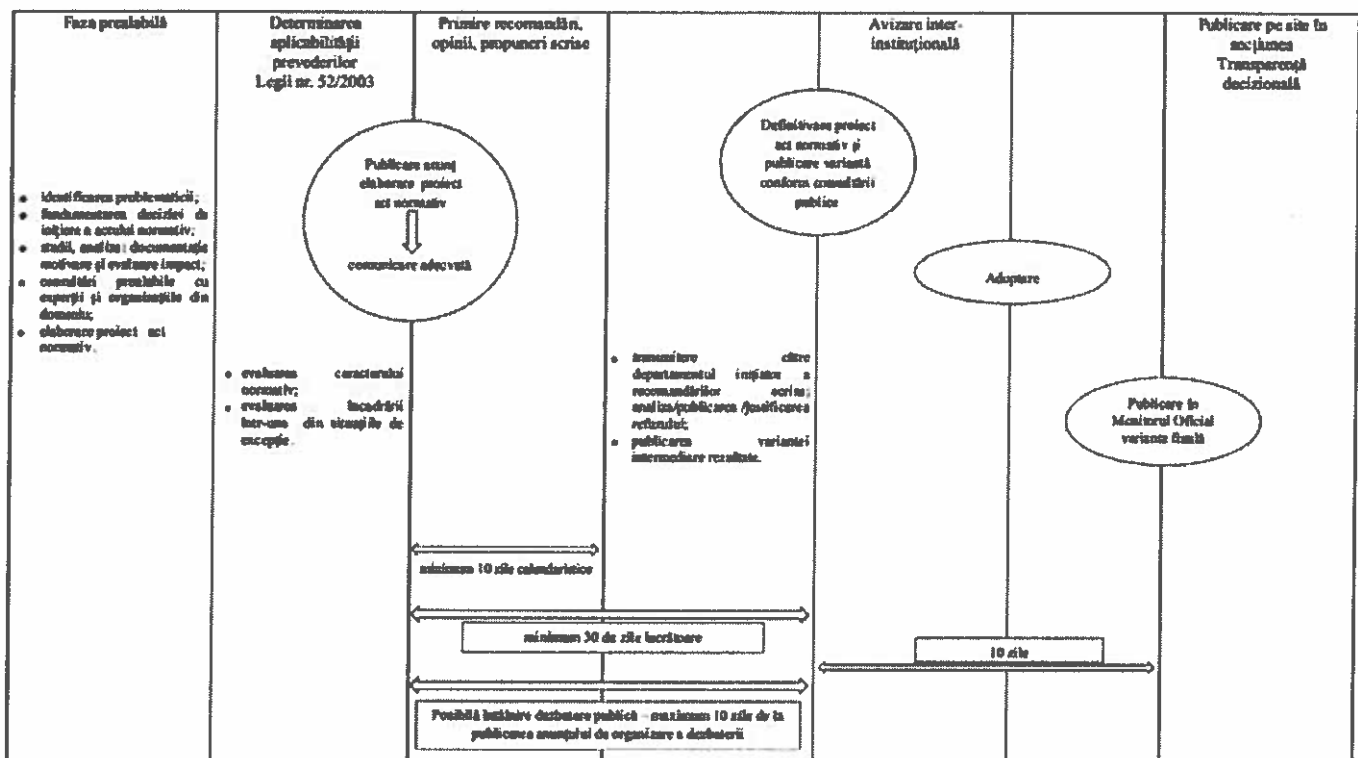 Faza prealabilă
Determinarea
aplicabilității
prevederilor
Legii nr. 52/2003
Primire recomandări,
opinii, propuneri scrise
Avizare inter-
instituțională
Publicare pe site în
secțiunea
Transparență
decizională
Publicare anunț
elaborare proiect
act normativ
comunicare adecvată
Definitivare proiect
act normativ și
publicare variantă
conform consultării
publice
Adoptare
Publicare în
Monitorul Oficial
varianta finală
• identificarea problematicii;
• fundamentarea deciziei de
inițiere a actului normativ;
• studii, analize documentație
motivare și evaluare impact;
• consultări prealabile cu
experții și organizațiile din
domeniu;
• elaborare proiect act
normativ.
• evaluarea caracterului
normativ;
• evaluarea încadrării
într-una din situațiile de
excepție.
• transmitere către
departamentul inițiator a
recomandărilor scrise;
analiza/publicarea /justificarea
refuzului;
• publicarea variantei
intermediare rezultate.
minimum 10 zile calendaristice
minimum 30 de zile lucrătoare
10 zile
Posibilă întâlnire dezbatere publică – maximum 10 zile de la
publicarea anunțului de organizare a dezbaterii